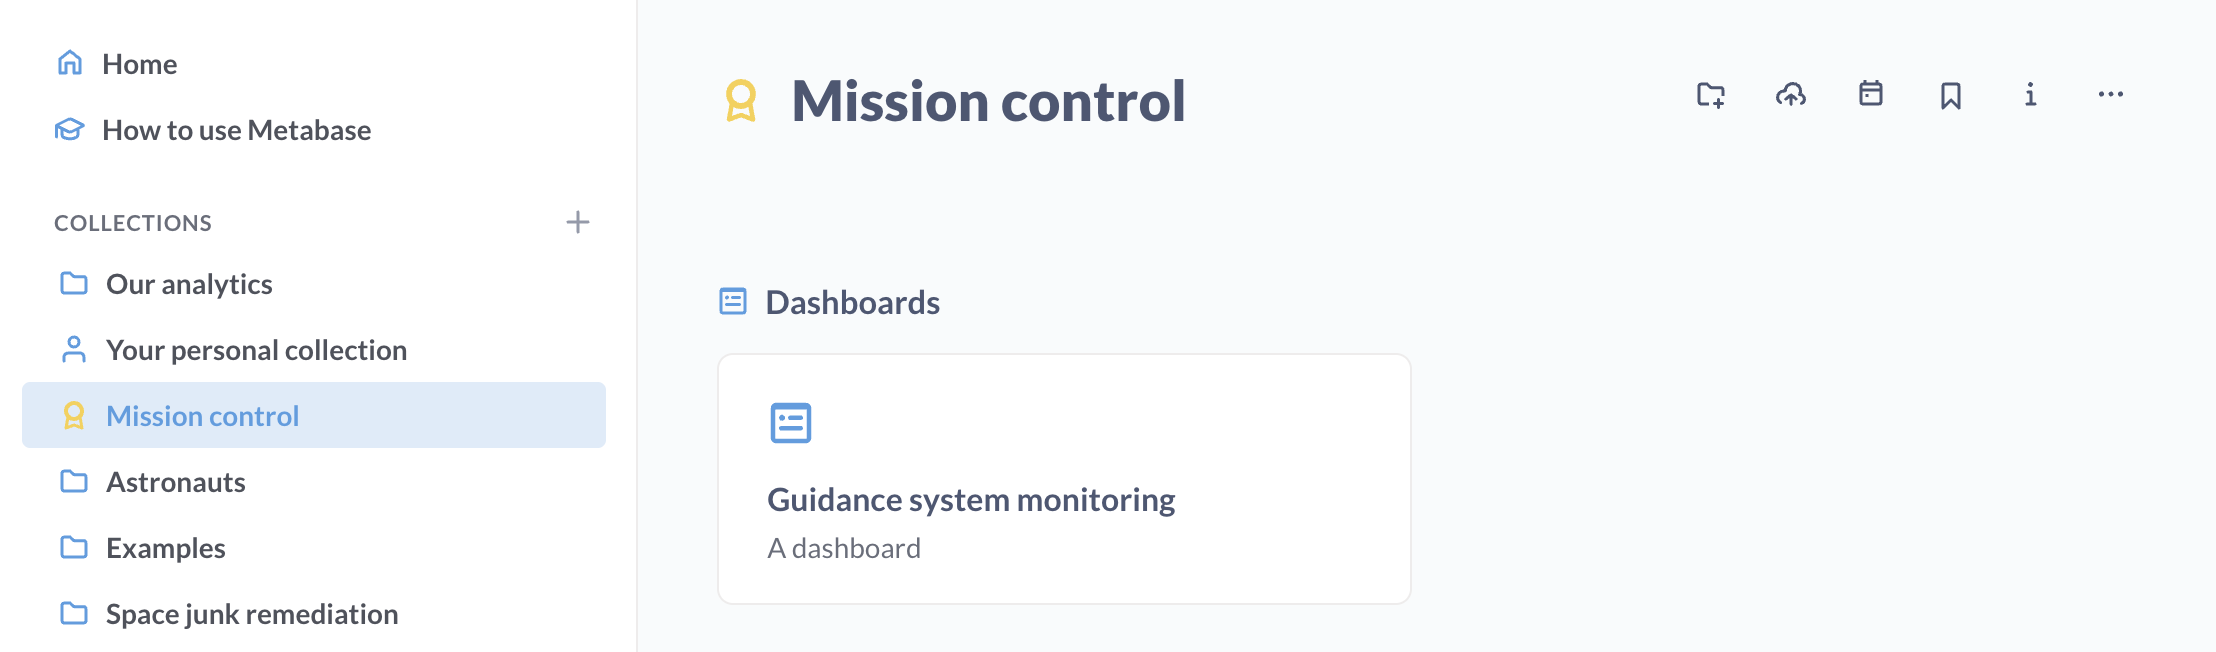 Home
How to use Metabase
COLLECTIONS
Our analytics
Your personal collection
Mission control
Astronauts
Examples
Space junk remediation
Mission control
Dashboards
Guidance system monitoring
A dashboard